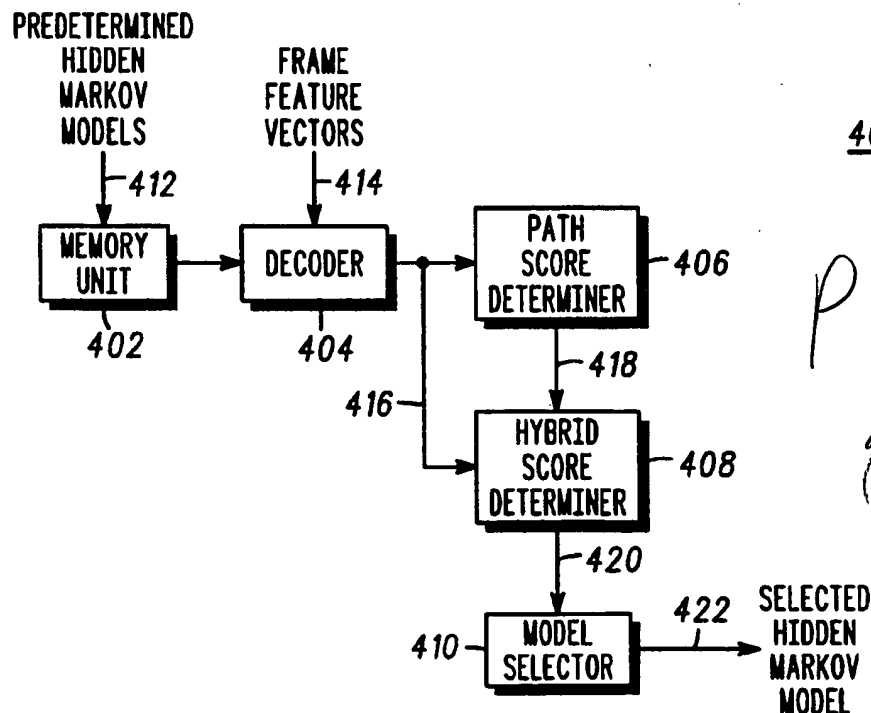 PREDETERMINED
HIDDEN
MARKOV
MODELS
FRAME
FEATURE
VECTORS
412
414
MEMORY
UNIT
402
DECODER
404
416
PATH
SCORE
DETERMINER
406
418
HYBRID
SCORE
DETERMINER
408
420
MODEL
SELECTOR
410
422
SELECTED
HIDDEN
MARKOV
MODEL
P